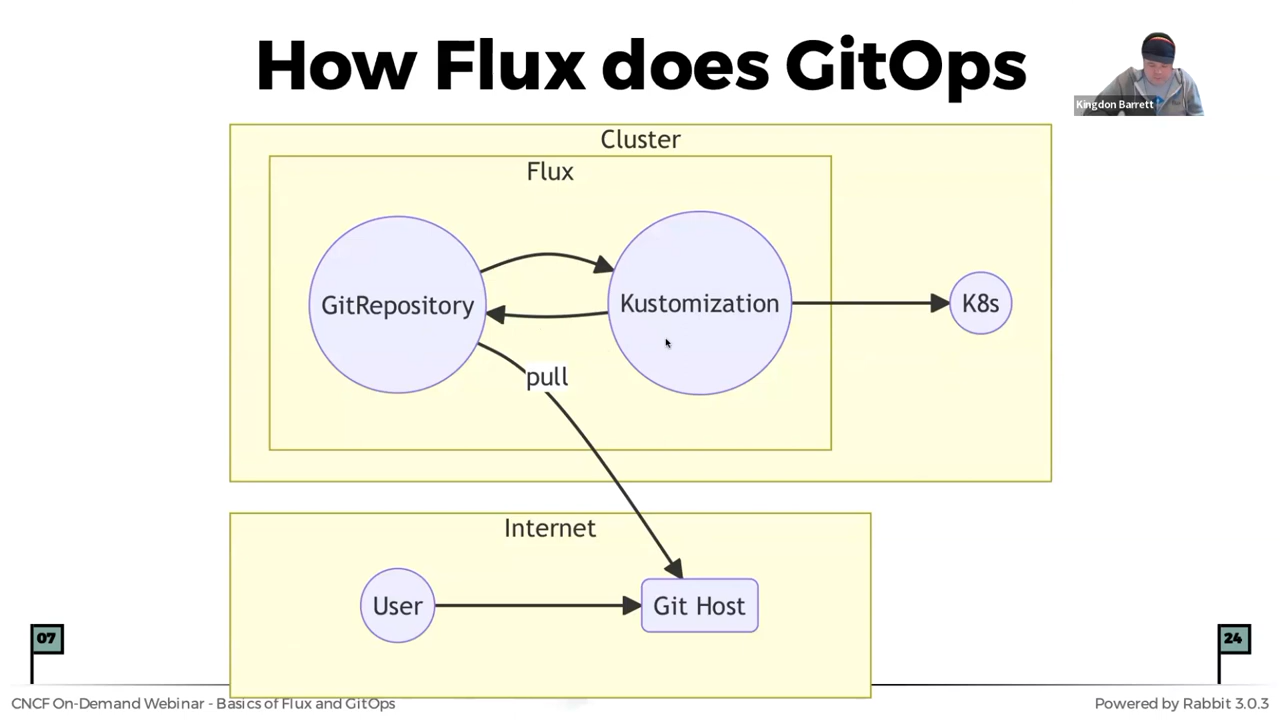 How Flux does GitOps
Kingdon Barrett
Cluster
Flux
GitRepository
Kustomization
K8s
pull
Internet
User
Git Host
07
24
CNCF On-Demand Webinar - Basics of Flux and GitOps
Powered by Rabbit 3.0.3